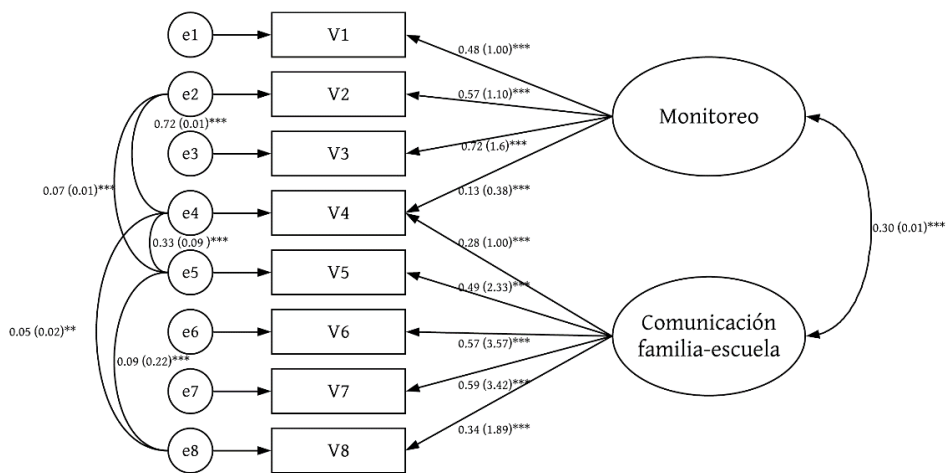 e1
V1
0.48 (1.00)***
e2
V2
0.57 (1.10)***
Monitoreo
0.72 (0.01)***
e3
V3
0.72 (1.6)***
0.07 (0.01)***
0.13 (0.38)***
e4
V4
0.30 (0.01)***
0.33 (0.09 )***
0.28 (1.00)***
e5
V5
0.49 (2.33)***
Comunicación
familia-escuela
0.05 (0.02)**
e6
V6
0.57 (3.57)***
0.09 (0.22)***
e7
V7
0.59 (3.42)***
0.34 (1.89)***
e8
V8